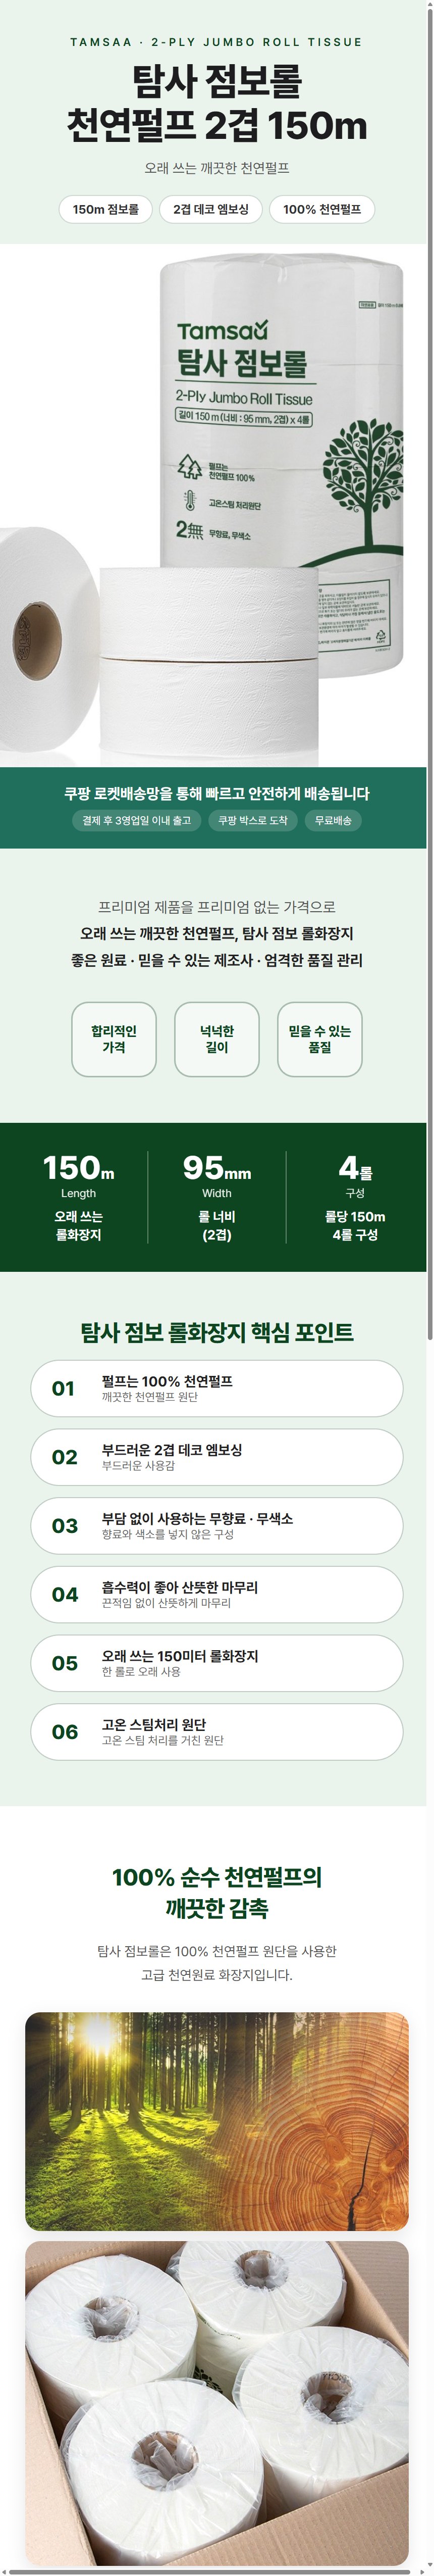 TAMSAA · 2-PLY JUMBO ROLL TISSUE
탐사 점보롤
천연펄프 2겹 150m
오래 쓰는 깨끗한 천연펄프
150m 점보롤
2겹 데코 엠보싱
100% 천연펄프
Tamsaa
탐사 점보롤
2-Ply Jumbo Roll Tissue
길이 150 m (너비 : 95 mm, 2겹) x 4롤
펄프는
천연펄프 100%
고온스팀 처리원단
2無 무향료, 무색소
쿠팡 로켓배송망을 통해 빠르고 안전하게 배송됩니다
결제 후 3영업일 이내 출고
쿠팡 박스로 도착
무료배송
프리미엄 제품을 프리미엄 없는 가격으로
오래 쓰는 깨끗한 천연펄프, 탐사 점보 롤화장지
좋은 원료 · 믿을 수 있는 제조사 · 엄격한 품질 관리
합리적인
가격
넉넉한
길이
믿을 수 있는
품질
150m
Length
오래 쓰는
롤화장지
95mm
Width
롤 너비
(2겹)
4롤
구성
롤당 150m
4롤 구성
탐사 점보 롤화장지 핵심 포인트
01
펄프는 100% 천연펄프
깨끗한 천연펄프 원단
02
부드러운 2겹 데코 엠보싱
부드러운 사용감
03
부담 없이 사용하는 무향료 · 무색소
향료와 색소를 넣지 않은 구성
04
흡수력이 좋아 산뜻한 마무리
끈적임 없이 산뜻하게 마무리
05
오래 쓰는 150미터 롤화장지
한 롤로 오래 사용
06
고온 스팀처리 원단
고온 스팀 처리를 거친 원단
100% 순수 천연펄프의
깨끗한 감촉
탐사 점보롤은 100% 천연펄프 원단을 사용한
고급 천연원료 화장지입니다.